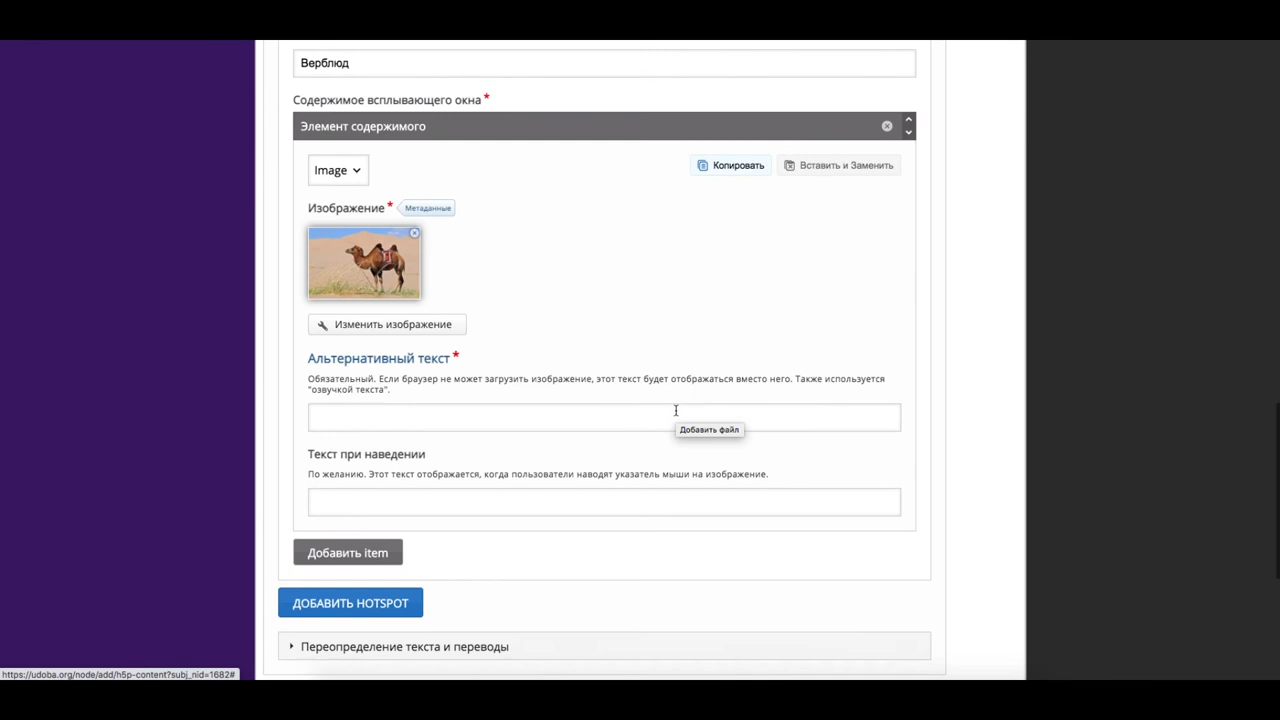 Верблюд
Содержимое всплывающего окна *
Элемент содержимого
Image
Копировать
Вставить и Заменить
Изображение *
Метаданные
Изменить изображение
Альтернативный текст *
Обязательный. Если браузер не может загрузить изображение, этот текст будет отображаться вместо него. Также используется
"озвучкой текста".
Добавить файл
Текст при наведении
По желанию. Этот текст отображается, когда пользователи наводят указатель мыши на изображение.
Добавить item
ДОБАВИТЬ HOTSPOT
Переопределение текста и переводы
https://udoba.org/node/add/h5p-content?subj_nid=1682#